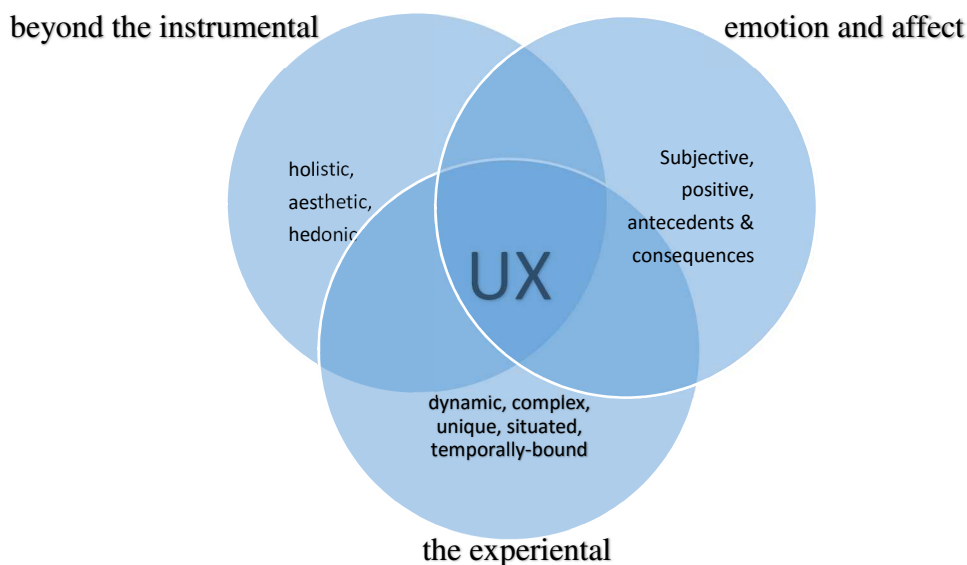 beyond the instrumental
emotion and affect
holistic,
aesthetic,
hedonic
Subjective,
positive,
antecedents &
consequences
UX
dynamic, complex,
unique, situated,
temporally-bound
the experiental